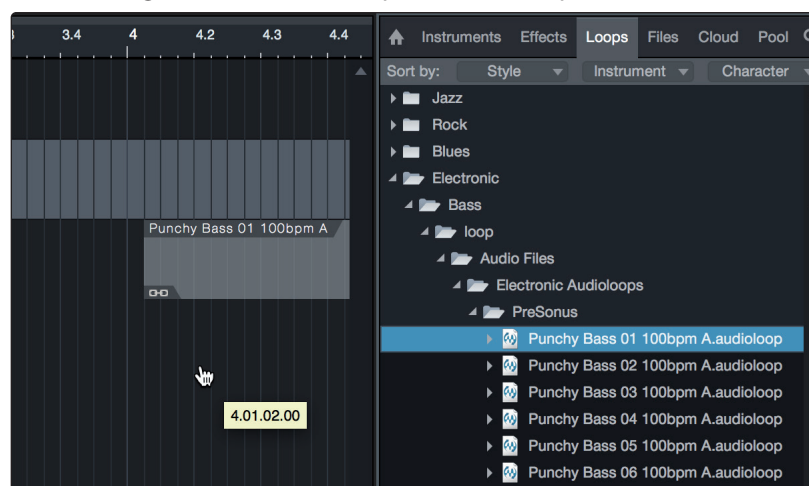 3.4 4 4.2 4.3 4.4
Punchy Bass 01 100bpm A
4.01.02.00
Instruments Effects Loops Files Cloud Pool
Sort by: Style Instrument Character
Jazz
Rock
Blues
Electronic
Bass
loop
Audio Files
Electronic Audioloops
PreSonus
Punchy Bass 01 100bpm A.audioloop
Punchy Bass 02 100bpm A.audioloop
Punchy Bass 03 100bpm A.audioloop
Punchy Bass 04 100bpm A.audioloop
Punchy Bass 05 100bpm A.audioloop
Punchy Bass 06 100bpm A.audioloop